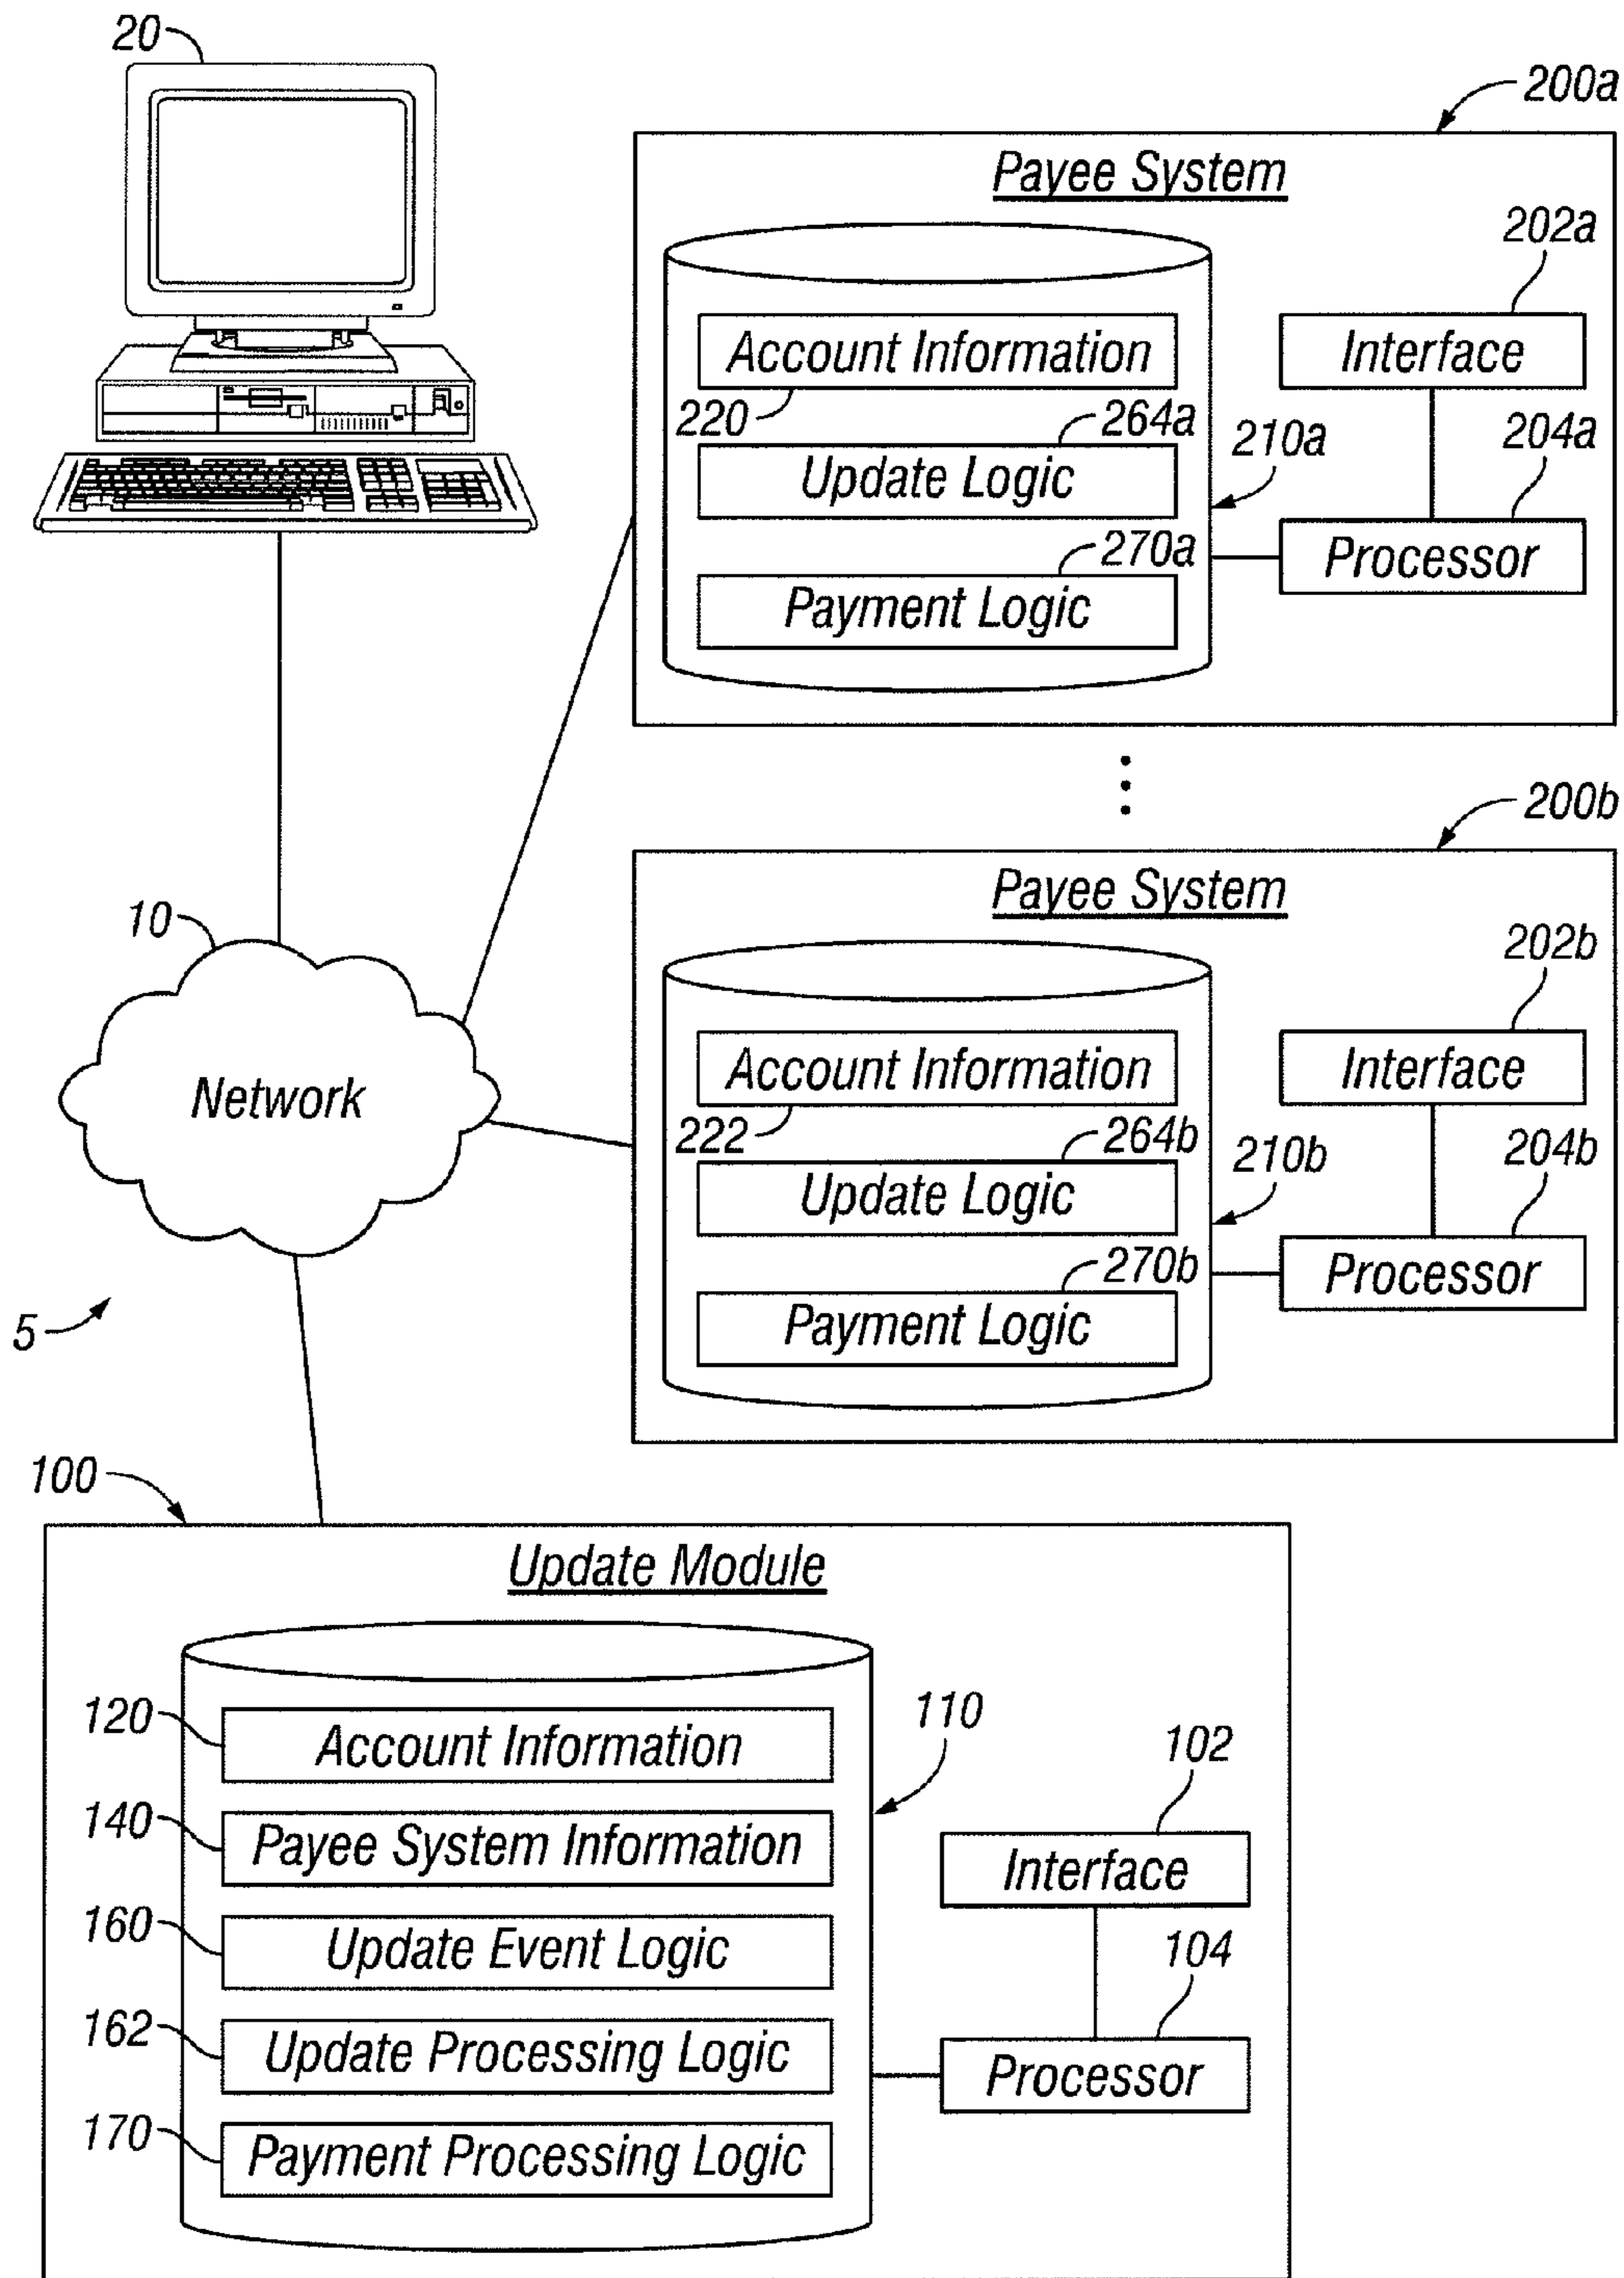 20
200a
Payee System
202a
Account Information
Interface
220
264a
210a
204a
Update Logic
270a
Processor
Payment Logic
200b
Payee System
10
202b
Network
Account Information
Interface
222
264b
210b
204b
Update Logic
270b
Processor
5
Payment Logic
100
Update Module
120
Account Information
110
102
140
Payee System Information
Interface
160
Update Event Logic
104
162
Update Processing Logic
Processor
170
Payment Processing Logic